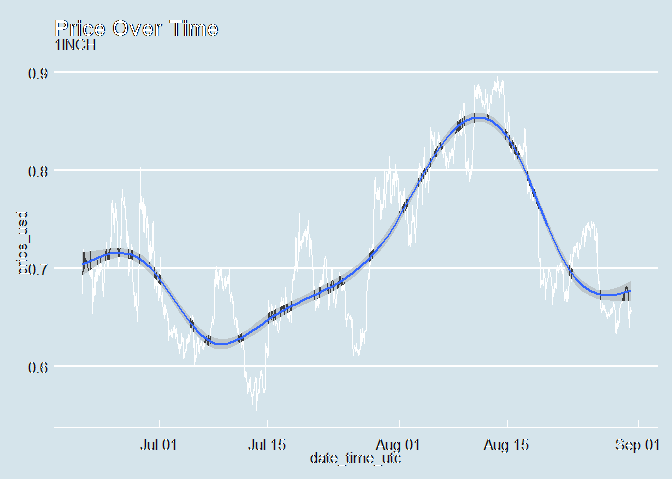 Price Over Time
1INCH
0.9
0.8
price_usd
0.7
0.6
Jul 01 Jul 15 Aug 01 Aug 15 Sep 01
date_time_utc